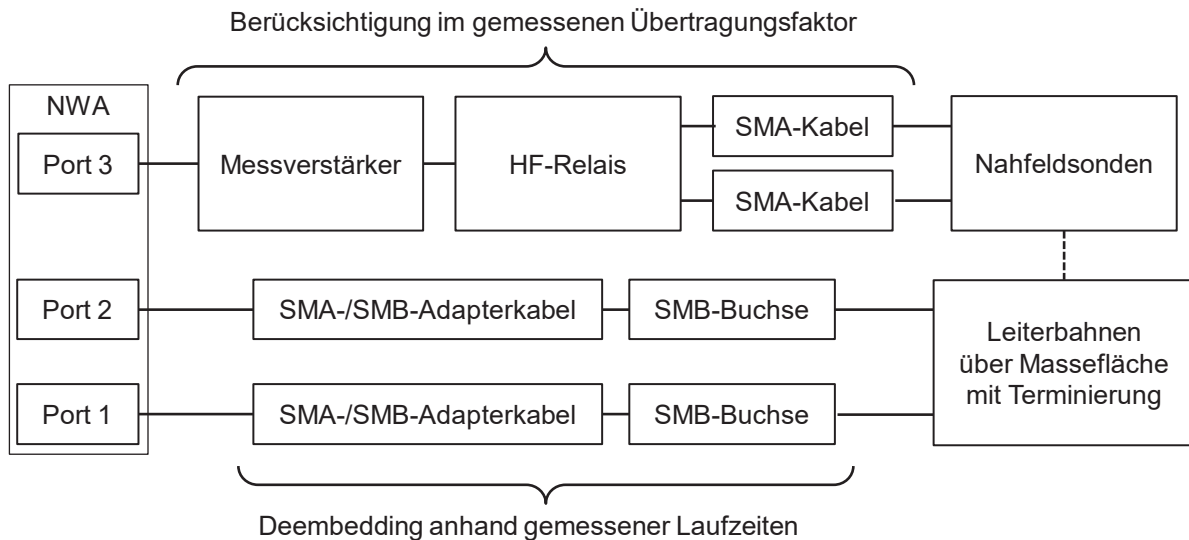 Berücksichtigung im gemessenen Übertragungsfaktor
NWA
Port 3
Messverstärker
HF-Relais
SMA-Kabel
SMA-Kabel
Nahfeldsonden
Port 2
SMA-/SMB-Adapterkabel
SMB-Buchse
Leiterbahnen
über Massefläche
mit Terminierung
Port 1
SMA-/SMB-Adapterkabel
SMB-Buchse
Deembedding anhand gemessener Laufzeiten